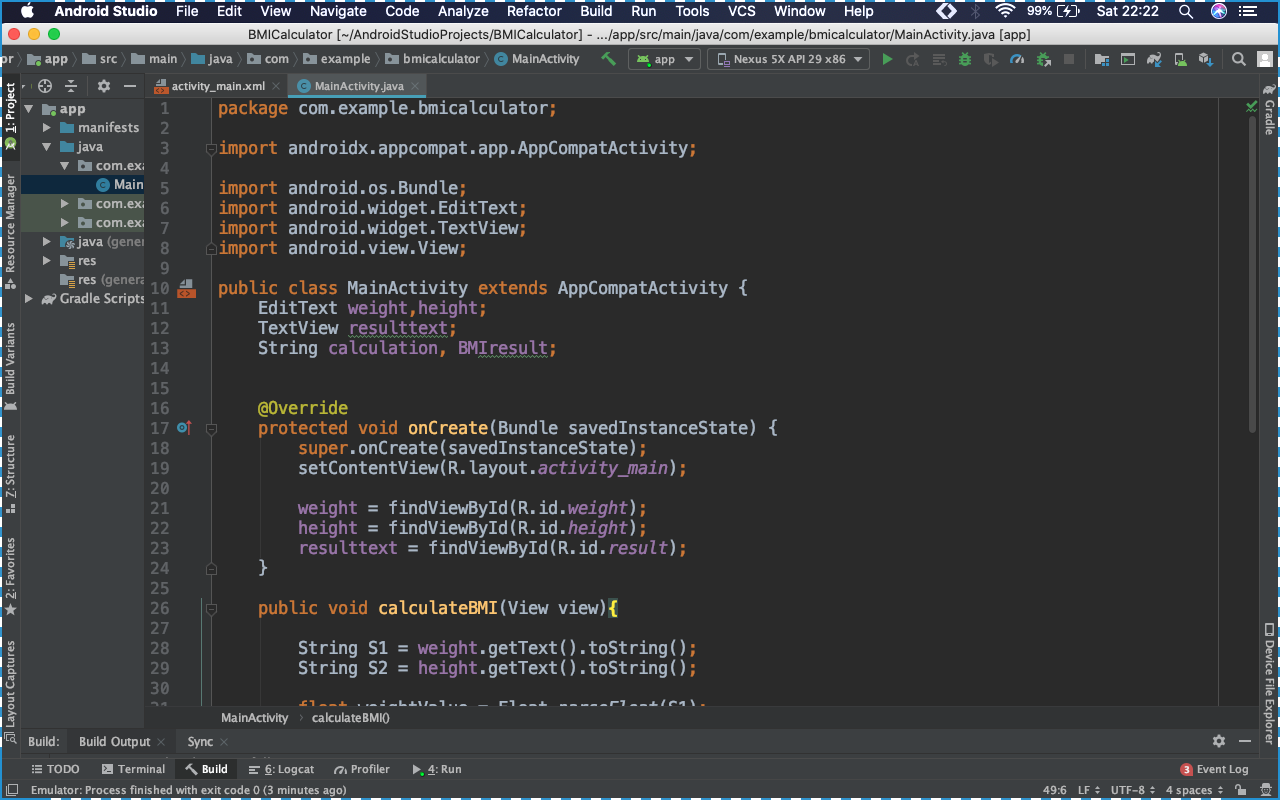 Android Studio File Edit View Navigate Code Analyze Refactor Build Run Tools VCS Window Help 99% Sat 22:22
BMICalculator [~/AndroidStudioProjects/BMICalculator] - .../app/src/main/java/com/example/bmicalculator/MainActivity.java [app]
or app src main java com example bmicalculator MainActivity app Nexus 5X API 29 x86
activity_main.xml MainActivity.java
1: Project
Resource Manager
Build Variants
7: Structure
2: Favorites
Layout Captures
app
manifests
java
com.exa
Main
com.exa
com.exa
java (gener
res
res (genera
Gradle Scripts
1 package com.example.bmicalculator;
2
3 import androidx.appcompat.app.AppCompatActivity;
4
5 import android.os.Bundle;
6 import android.widget.EditText;
7 import android.widget.TextView;
8 import android.view.View;
9
10 public class MainActivity extends AppCompatActivity {
11 EditText weight,height;
12 TextView resulttext;
13 String calculation, BMIresult;
14
15
16 @Override
17 protected void onCreate(Bundle savedInstanceState) {
18 super.onCreate(savedInstanceState);
19 setContentView(R.layout.activity_main);
20
21 weight = findViewById(R.id.weight);
22 height = findViewById(R.id.height);
23 resulttext = findViewById(R.id.result);
24 }
25
26 public void calculateBMI(View view){
27
28 String S1 = weight.getText().toString();
29 String S2 = height.getText().toString();
30
31 float weightValue = Float.parseFloat(S1);
Gradle
Device File Explorer
MainActivity calculateBMI()
Build: Build Output Sync
TODO Terminal Build 6: Logcat Profiler 4: Run 3 Event Log
Emulator: Process finished with exit code 0 (3 minutes ago) 49:6 LF UTF-8 4 spaces